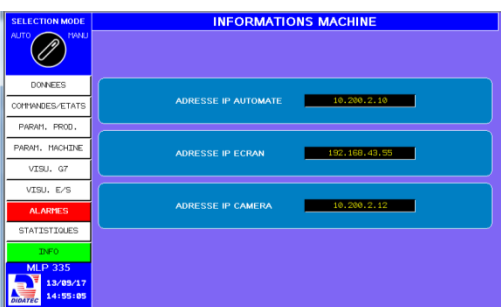 SELECTION MODE
INFORMATIONS MACHINE
AUTO MANU
DONNEES
COMMANDES/ETATS
PARAM. PROD.
PARAM. MACHINE
VISU. G7
VISU. E/S
ALARMES
STATISTIQUES
INFO
ADRESSE IP AUTOMATE 10.200.2.10
ADRESSE IP ECRAN 192.168.43.55
ADRESSE IP CAMERA 10.200.2.12
MLP 335
DIDATEC
13/09/17
14:55:05